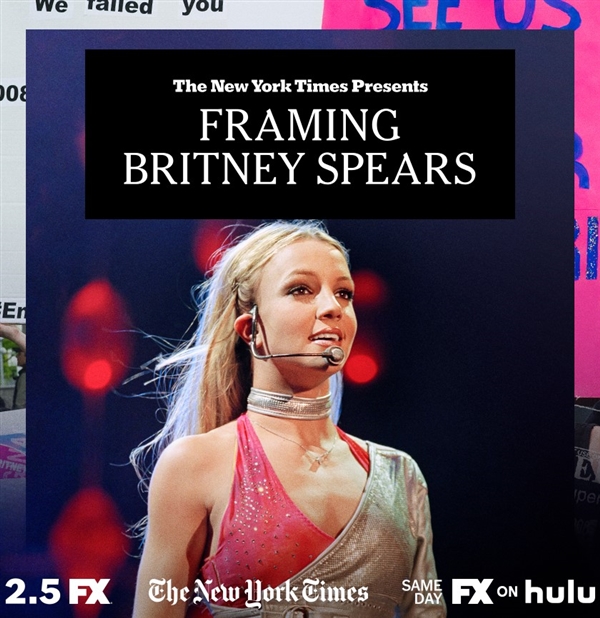 We failed you
SEE US
008
The New York Times Presents
FRAMING
BRITNEY SPEARS
2.5 FX
The New York Times
SAME
DAY
FX ON hulu